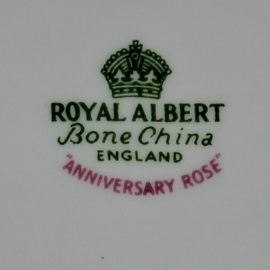 ROYAL ALBERT
Bone China
ENGLAND
"ANNIVERSARY ROSE"